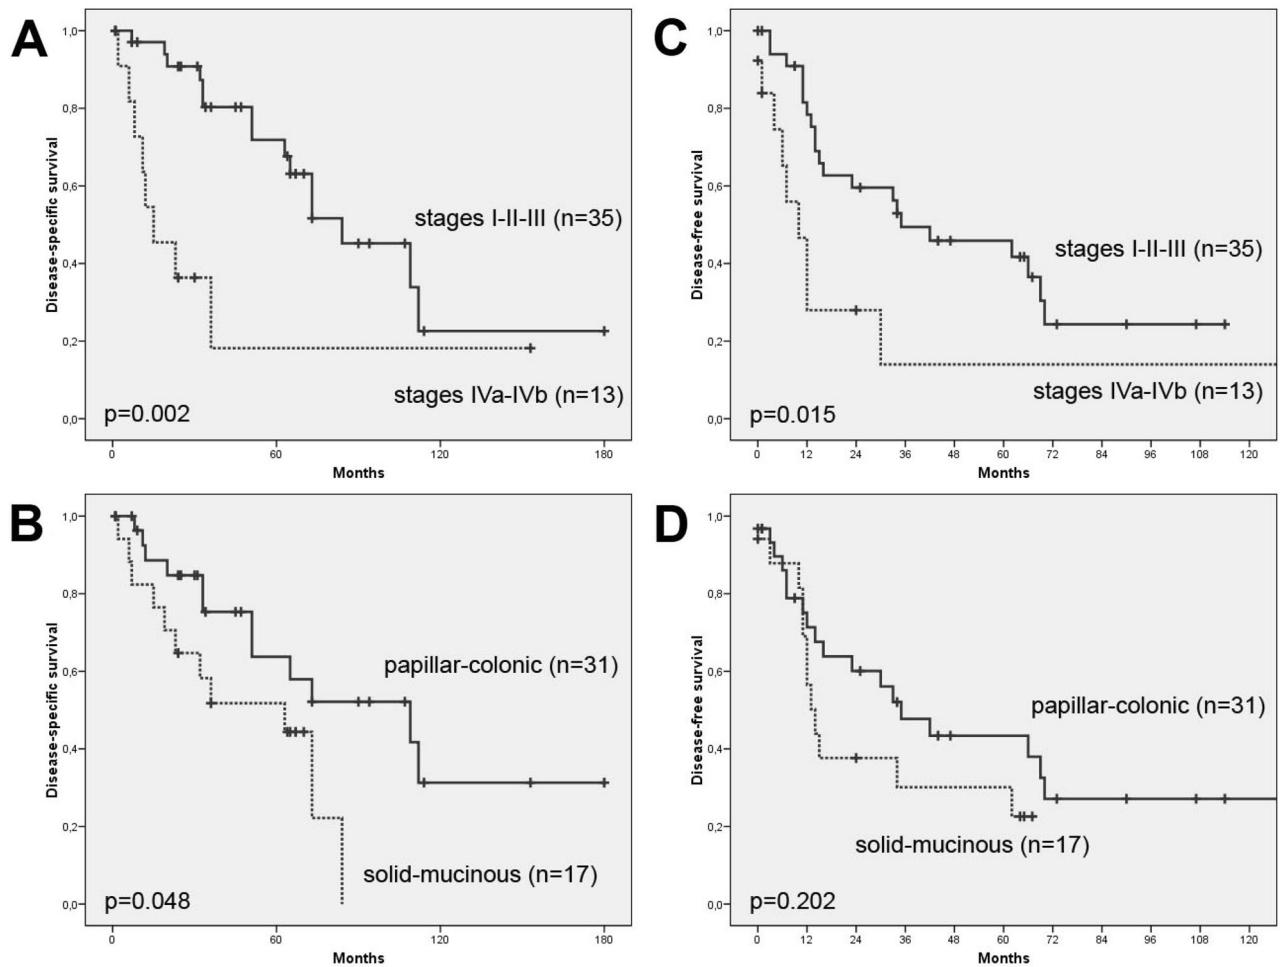 A
Disease-specific survival
1,0
0,8
0,6
0,4
0,2
0,0
stages I-II-III (n=35)
stages IVa-IVb (n=13)
p=0.002
0 60 120 180
Months
C
Disease-free survival
1,0
0,8
0,6
0,4
0,2
0,0
stages I-II-III (n=35)
stages IVa-IVb (n=13)
p=0.015
0 12 24 36 48 60 72 84 96 108 120
Months
B
Disease-specific survival
1,0
0,8
0,6
0,4
0,2
0,0
papillar-colonic (n=31)
solid-mucinous (n=17)
p=0.048
0 60 120 180
Months
D
Disease-free survival
1,0
0,8
0,6
0,4
0,2
0,0
papillar-colonic (n=31)
solid-mucinous (n=17)
p=0.202
0 12 24 36 48 60 72 84 96 108 120
Months